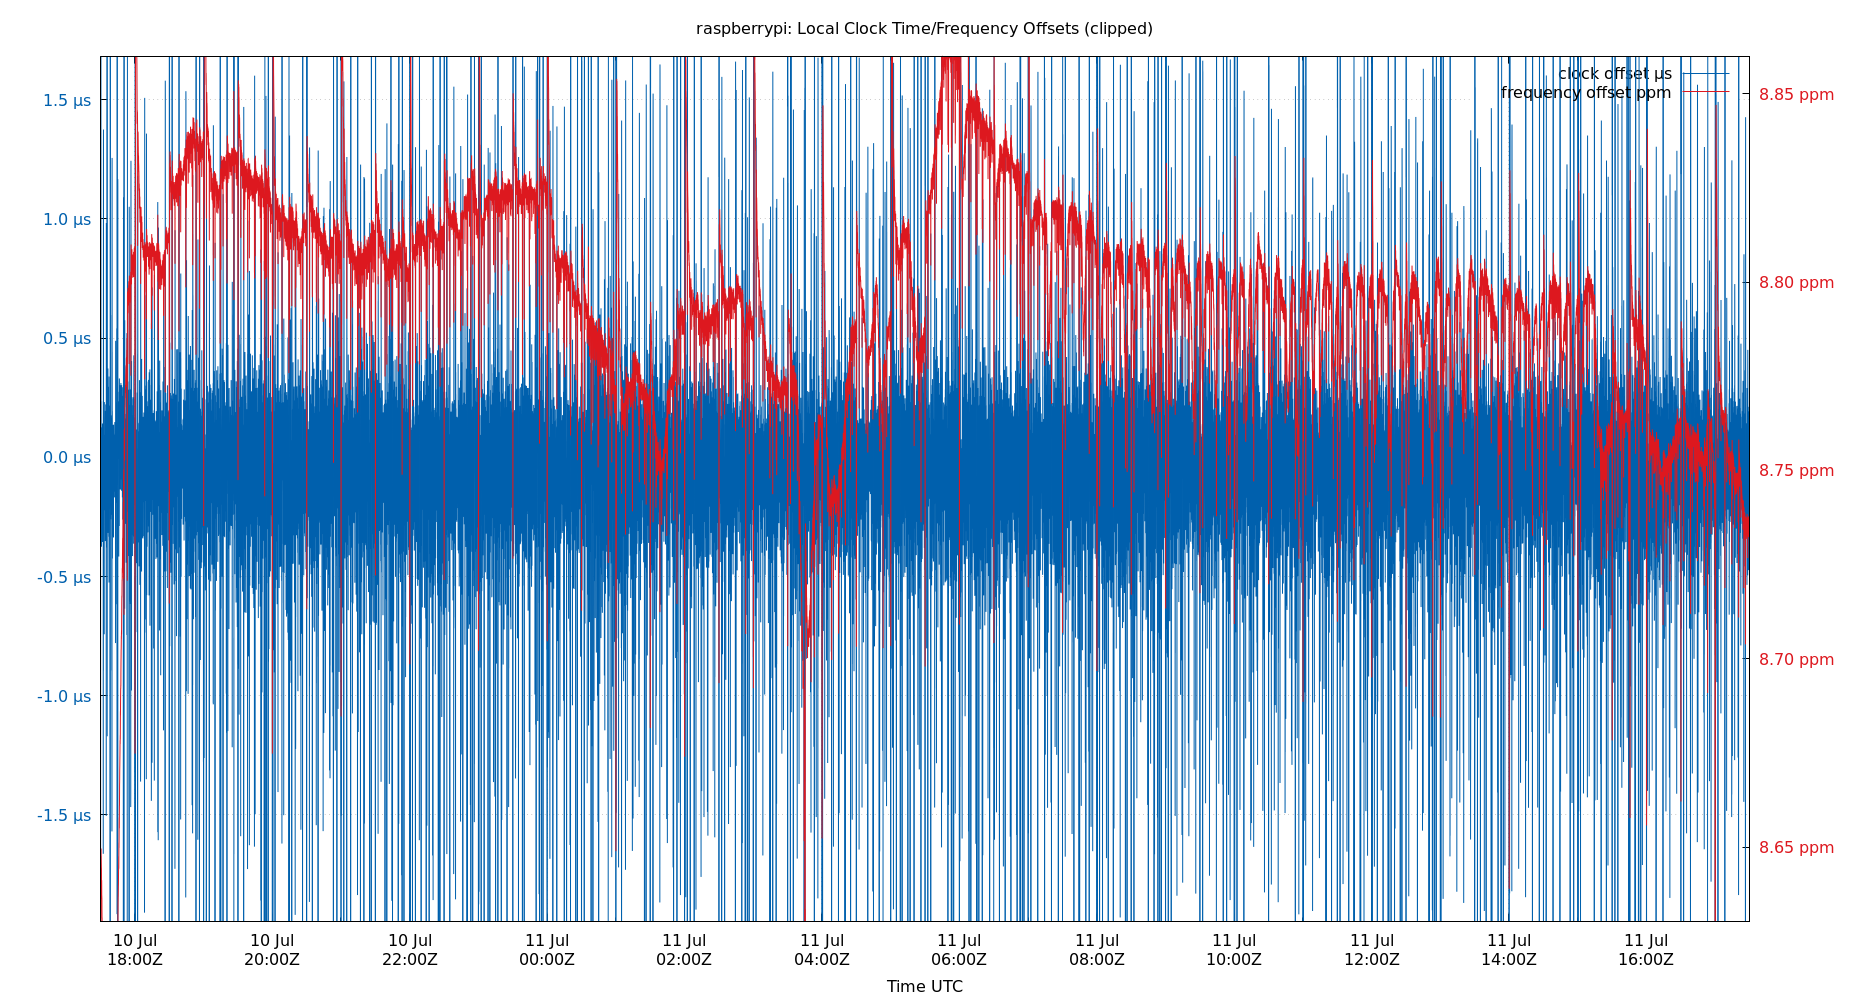 raspberrypi: Local Clock Time/Frequency Offsets (clipped)
clock offset µs
frequency offset ppm
1.5 µs
1.0 µs
0.5 µs
0.0 µs
-0.5 µs
-1.0 µs
-1.5 µs
8.85 ppm
8.80 ppm
8.75 ppm
8.70 ppm
8.65 ppm
10 Jul 10 Jul 10 Jul 11 Jul 11 Jul 11 Jul 11 Jul 11 Jul 11 Jul 11 Jul 11 Jul 11 Jul
18:00Z 20:00Z 22:00Z 00:00Z 02:00Z 04:00Z 06:00Z 08:00Z 10:00Z 12:00Z 14:00Z 16:00Z
Time UTC